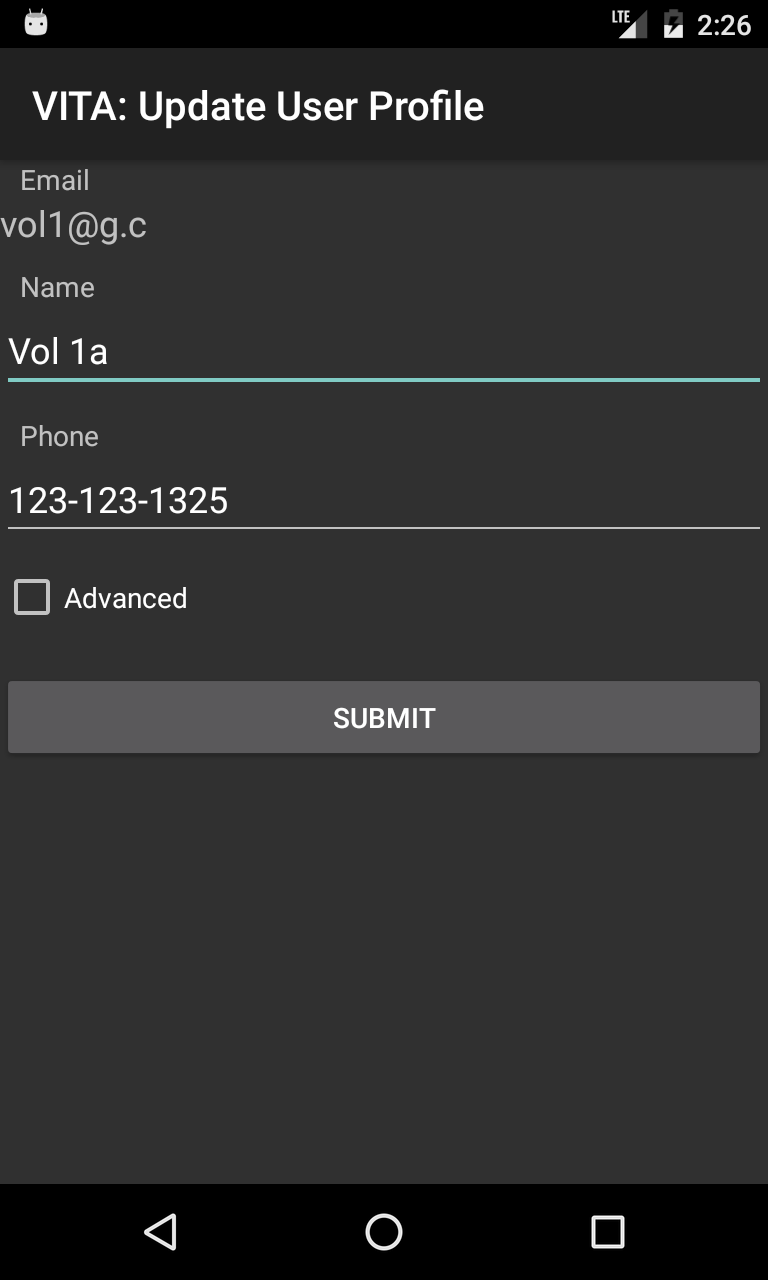 LTE 2:26
VITA: Update User Profile
Email
vol1@g.c
Name
Vol 1a
Phone
123-123-1325
Advanced
SUBMIT